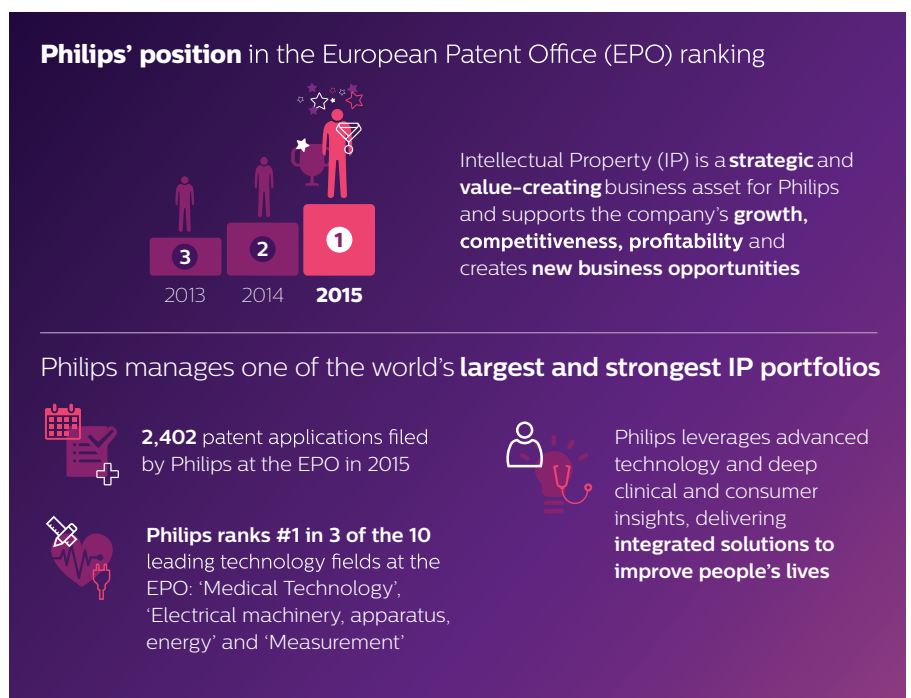 Philips’ position in the European Patent Office (EPO) ranking
3
2
1
2013
2014
2015
Intellectual Property (IP) is a strategic and
value-creating business asset for Philips
and supports the company’s growth,
competitiveness, profitability and
creates new business opportunities
Philips manages one of the world’s largest and strongest IP portfolios
2,402 patent applications filed
by Philips at the EPO in 2015
Philips ranks #1 in 3 of the 10
leading technology fields at the
EPO: ‘Medical Technology’,
‘Electrical machinery, apparatus,
energy’ and ‘Measurement’
Philips leverages advanced
technology and deep
clinical and consumer
insights, delivering
integrated solutions to
improve people’s lives